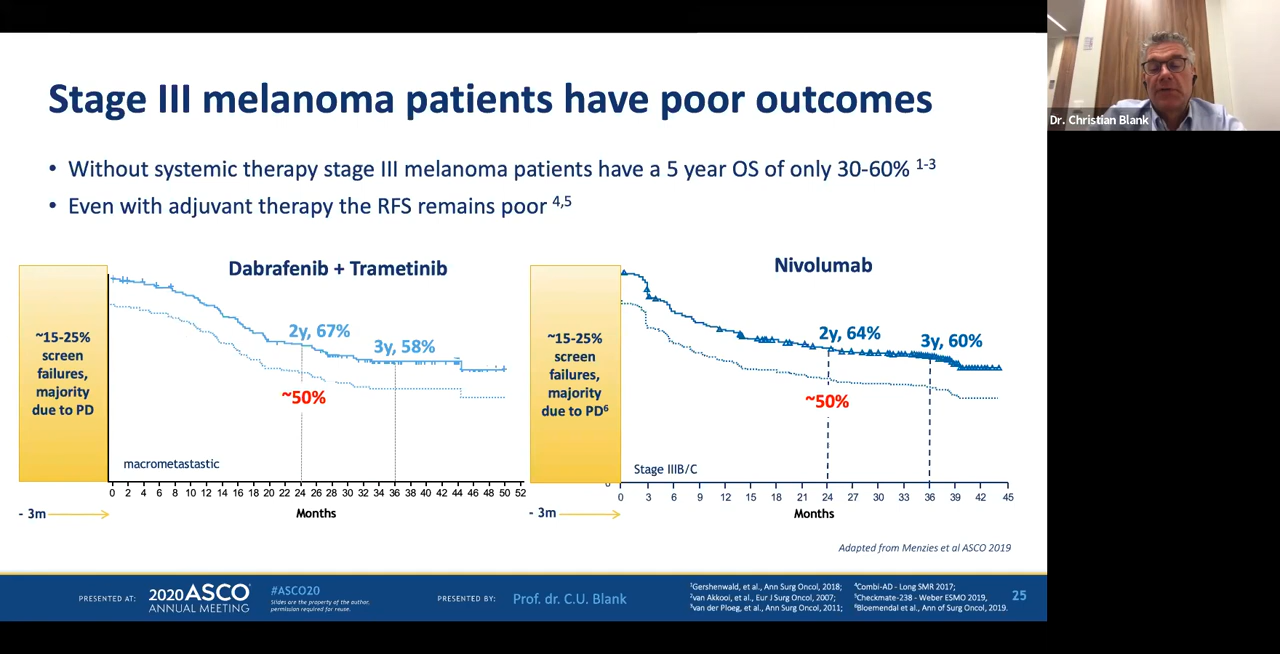 Dr. Christian Blank
Stage III melanoma patients have poor outcomes
• Without systemic therapy stage III melanoma patients have a 5 year OS of only 30-60% 1-3
• Even with adjuvant therapy the RFS remains poor 4,5
~15-25%
screen
failures,
majority
due to PD
Dabrafenib + Trametinib
2y, 67%
3y, 58%
~50%
macrometastastic
0 2 4 6 8 10 12 14 16 18 20 22 24 26 28 30 32 34 36 38 40 42 44 46 48 50 52
- 3m
Months
~15-25%
screen
failures,
majority
due to PD6
Nivolumab
2y, 64%
3y, 60%
~50%
Stage IIIB/C
0
0 3 6 9 12 15 18 21 24 27 30 33 36 39 42 45
- 3m
Months
Adapted from Menzies et al ASCO 2019
PRESENTED AT:
2020 ASCO
ANNUAL MEETING
#ASCO20
Slides are the property of the author,
permission required for reuse.
PRESENTED BY:
Prof. dr. C.U. Blank
1Gershenwald, et al., Ann Surg Oncol, 2018;
2van Akkooi, et al., Eur J Surg Oncol, 2007;
3van der Ploeg, et al., Ann Surg Oncol, 2011;
4Combi-AD - Long SMR 2017;
5Checkmate-238 - Weber ESMO 2019,
6Bloemendal et al., Ann of Surg Onc, 2019.
25